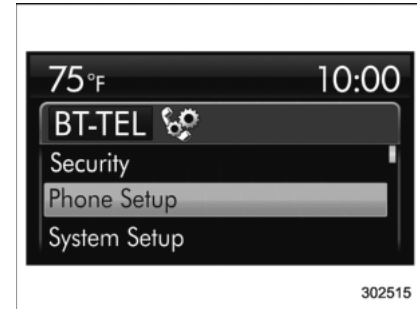 75°F 10:00
BT-TEL
Security
Phone Setup
System Setup
302515